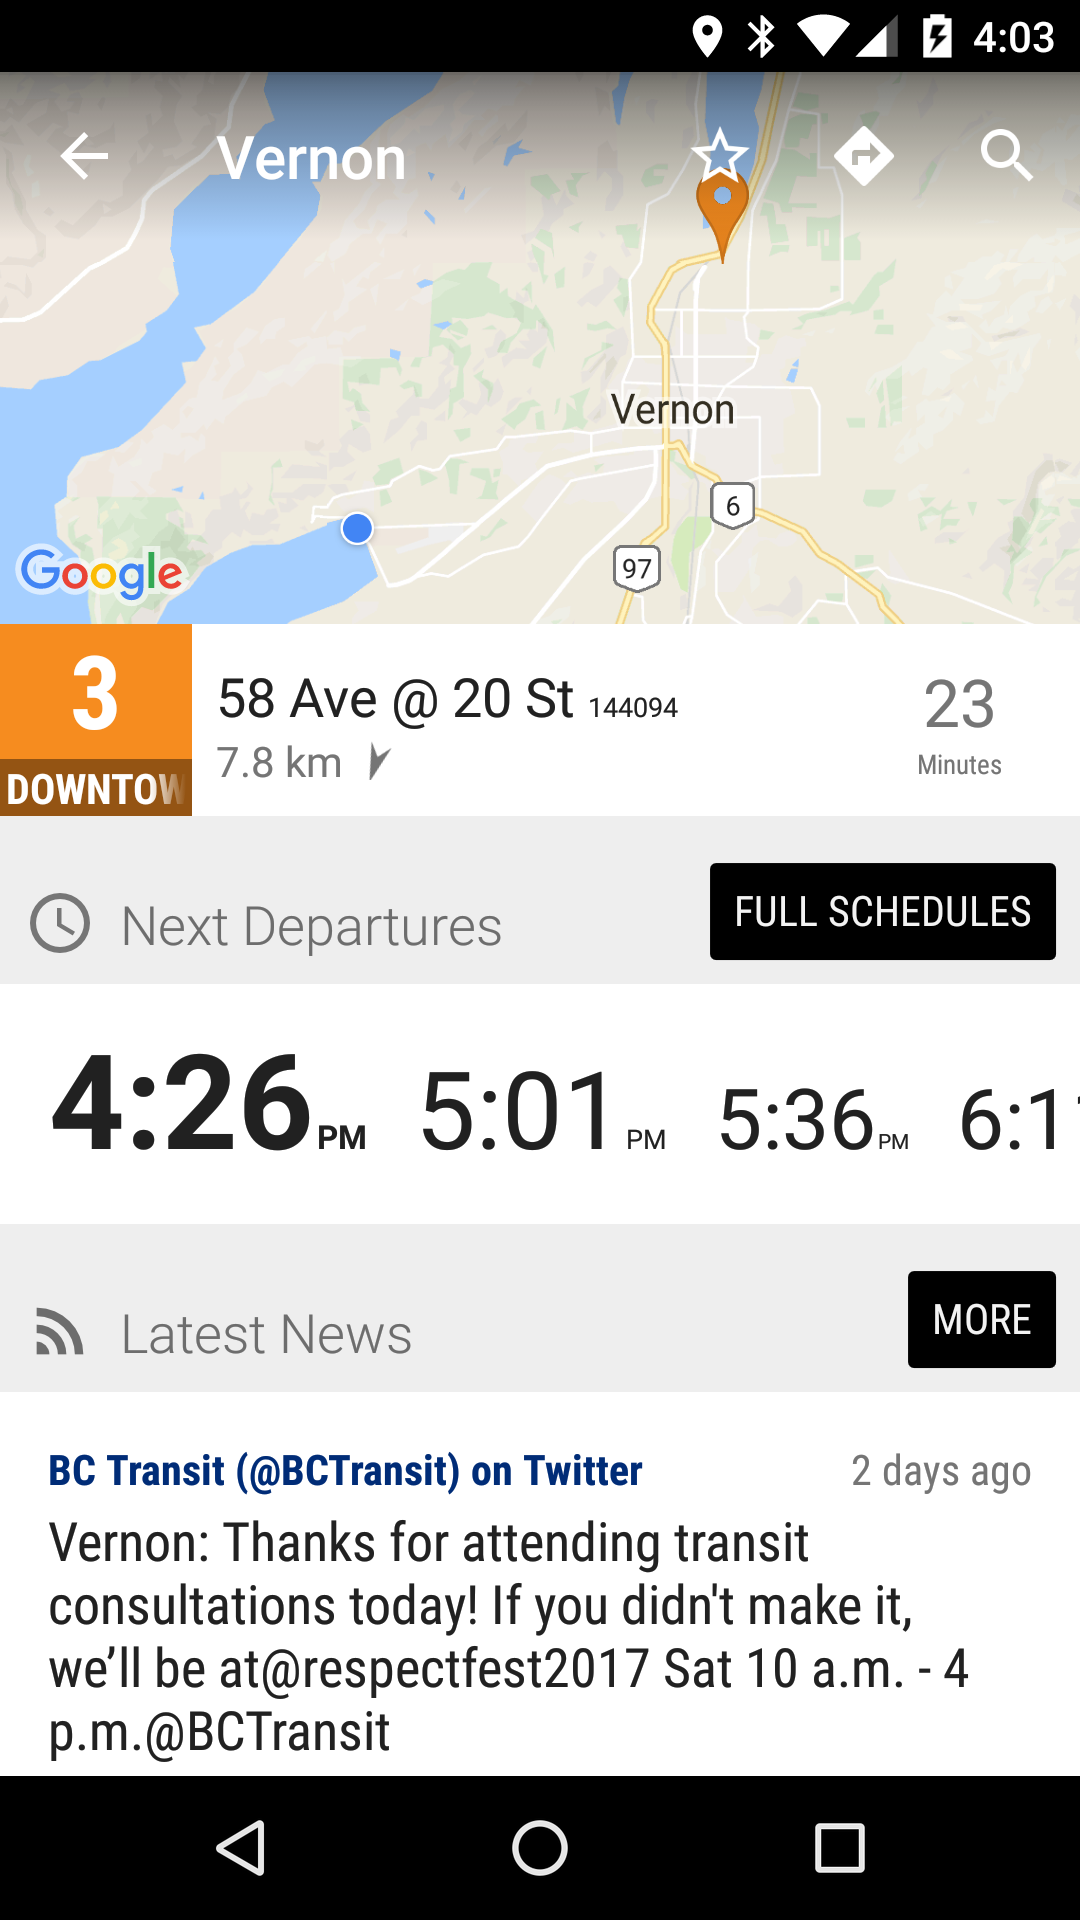 4:03
Vernon
Vernon
6
97
Google
3
DOWNTOW
58 Ave @ 20 St 144094
7.8 km
23
Minutes
Next Departures
FULL SCHEDULES
4:26 PM 5:01 PM 5:36 PM 6:1
Latest News
MORE
BC Transit (@BCTransit) on Twitter
2 days ago
Vernon: Thanks for attending transit
consultations today! If you didn't make it,
we’ll be at@respectfest2017 Sat 10 a.m. - 4
p.m.@BCTransit